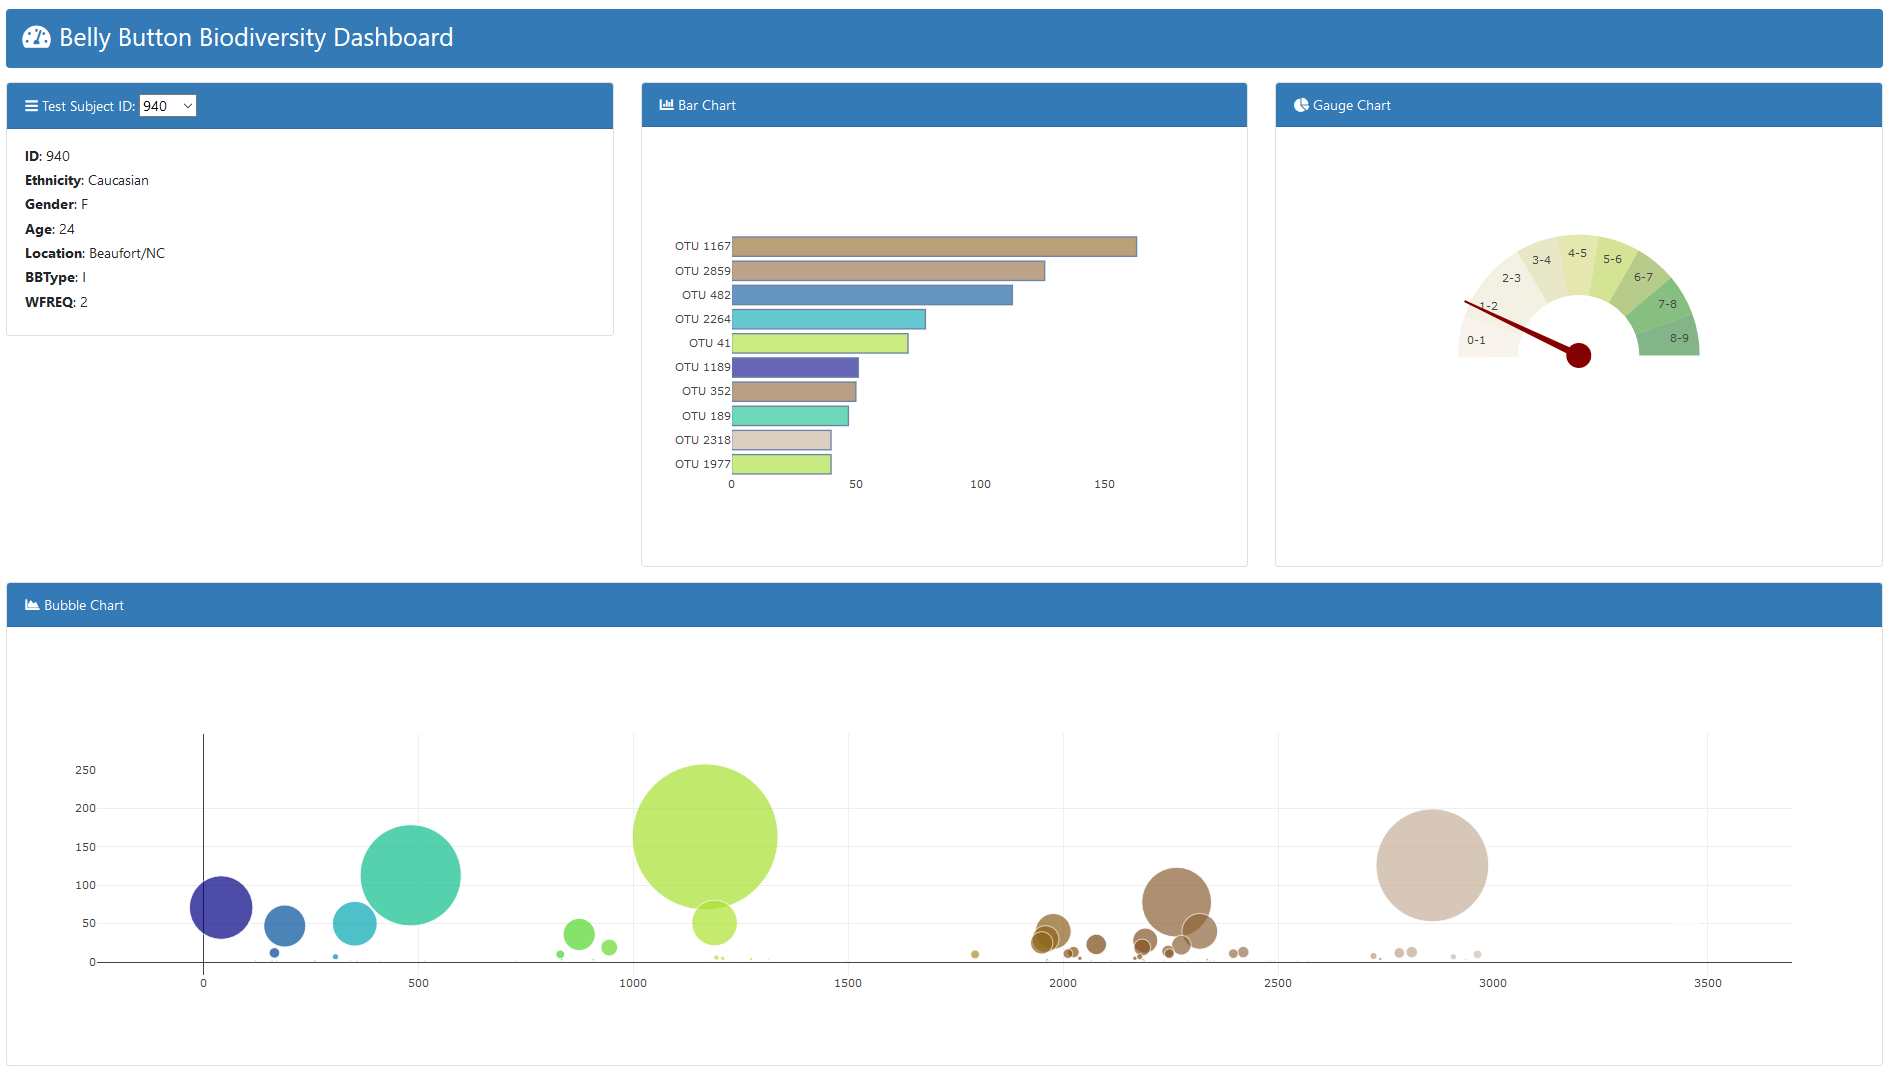 Belly Button Biodiversity Dashboard
Test Subject ID: 940
ID: 940
Ethnicity: Caucasian
Gender: F
Age: 24
Location: Beaufort/NC
BBType: I
WFREQ: 2
Bar Chart
OTU 1167
OTU 2859
OTU 482
OTU 2264
OTU 41
OTU 1189
OTU 352
OTU 189
OTU 2318
OTU 1977
0 50 100 150
Gauge Chart
0-1
1-2
2-3
3-4
4-5
5-6
6-7
7-8
8-9
Bubble Chart
250
200
150
100
50
0
0 500 1000 1500 2000 2500 3000 3500